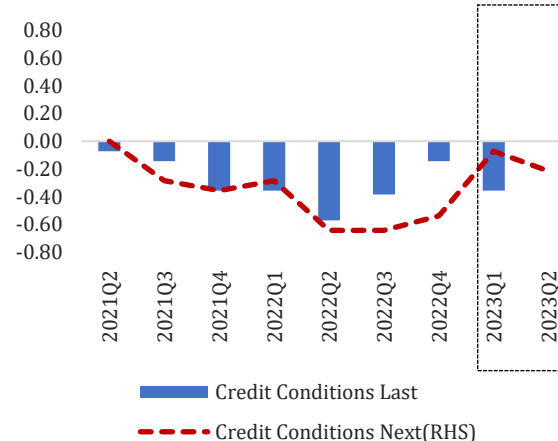 0.80
0.60
0.40
0.20
0.00
-0.20
-0.40
-0.60
-0.80
2021Q2
2021Q3
2021Q4
2022Q1
2022Q2
2022Q3
2022Q4
2023Q1
2023Q2
Credit Conditions Last
Credit Conditions Next(RHS)